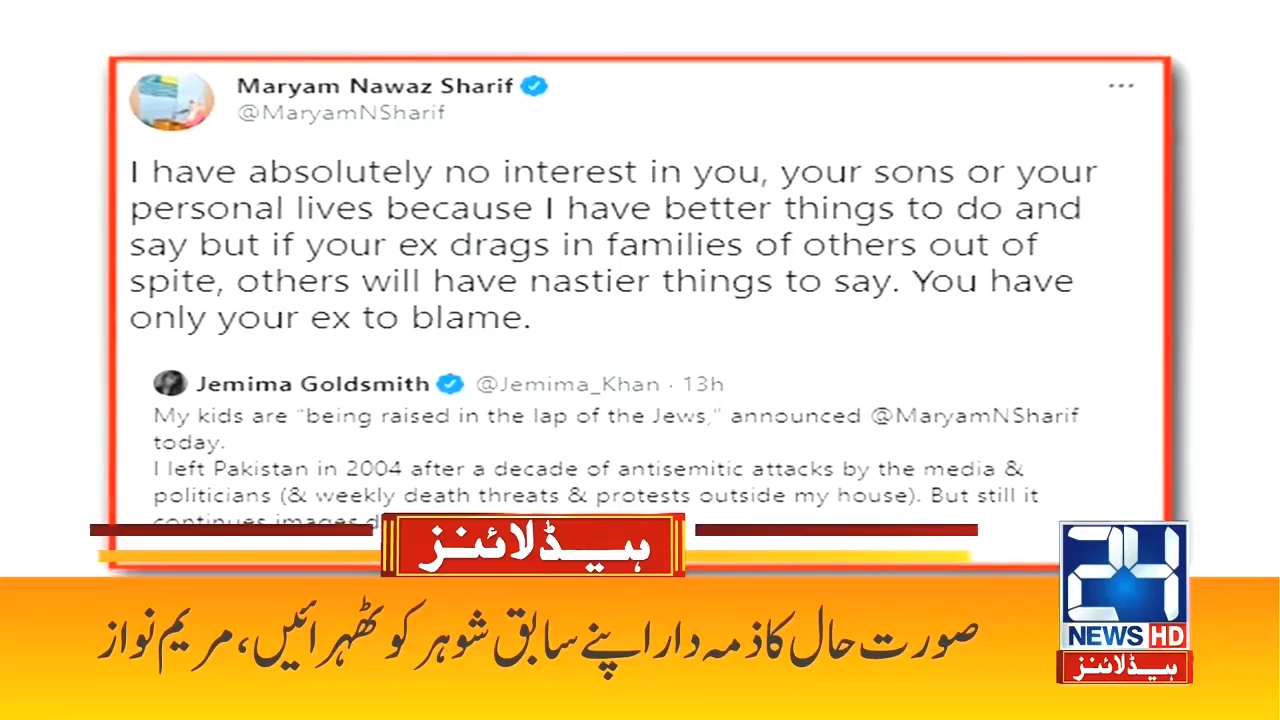 Maryam Nawaz Sharif
@MaryamNSharif
I have absolutely no interest in you, your sons or your
personal lives because I have better things to do and
say but if your ex drags in families of others out of
spite, others will have nastier things to say. You have
only your ex to blame.
Jemima Goldsmith @Jemima_Khan · 13h
My kids are “being raised in the lap of the Jews,” announced @MaryamNSharif
today.
I left Pakistan in 2004 after a decade of antisemitic attacks by the media &
politicians (& weekly death threats & protests outside my house). But still it
continues
ہیڈلائنز
صورت حال کا ذمہ دار اپنے سابق شوہر کو ٹھہرائیں، مریم نواز
24
NEWS HD
ہیڈلائنز